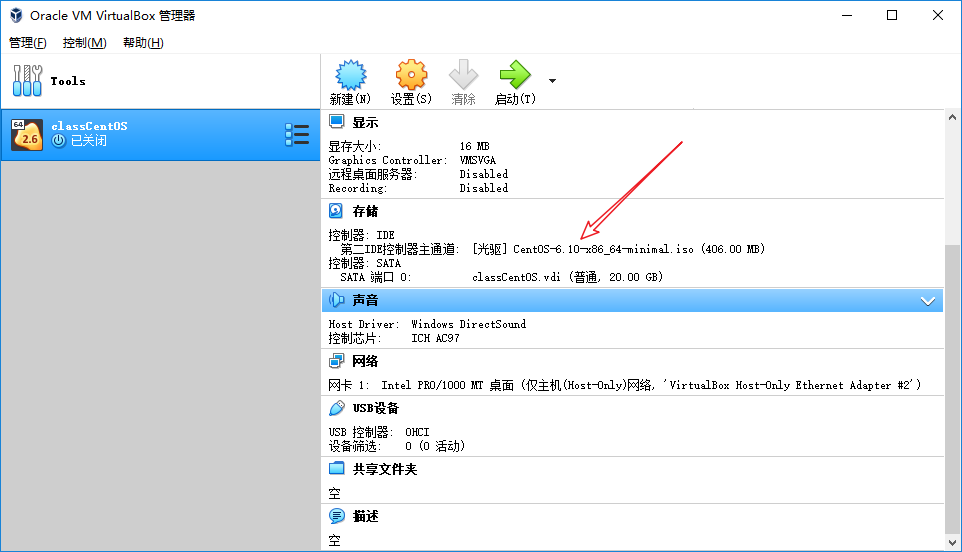 Oracle VM VirtualBox 管理器
管理(F) 控制(M) 帮助(H)
Tools
新建(N) 设置(S) 清除 启动(T)
64
2.6
classCentOS
已关闭
显示
显存大小: 16 MB
Graphics Controller: VMSVGA
远程桌面服务器: Disabled
Recording: Disabled
存储
控制器: IDE
第二IDE控制器主通道: [光驱] CentOS-6.10-x86_64-minimal.iso (406.00 MB)
控制器: SATA
SATA 端口 0: classCentOS.vdi (普通, 20.00 GB)
声音
Host Driver: Windows DirectSound
控制芯片: ICH AC97
网络
网卡 1: Intel PRO/1000 MT 桌面 (仅主机(Host-Only)网络, 'VirtualBox Host-Only Ethernet Adapter #2')
USB设备
USB 控制器: OHCI
设备筛选: 0 (0 活动)
共享文件夹
空
描述
空